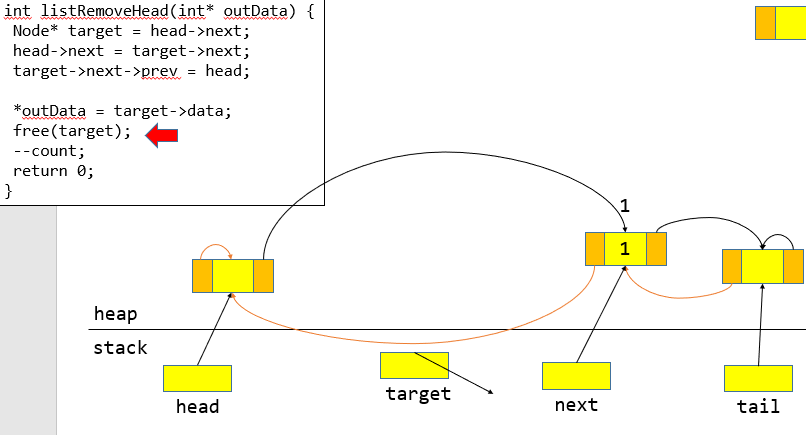 int listRemoveHead(int* outData) {
Node* target = head->next;
head->next = target->next;
target->next->prev = head;
*outData = target->data;
free(target);
--count;
return 0;
}
1
1
heap
stack
head
target
next
tail